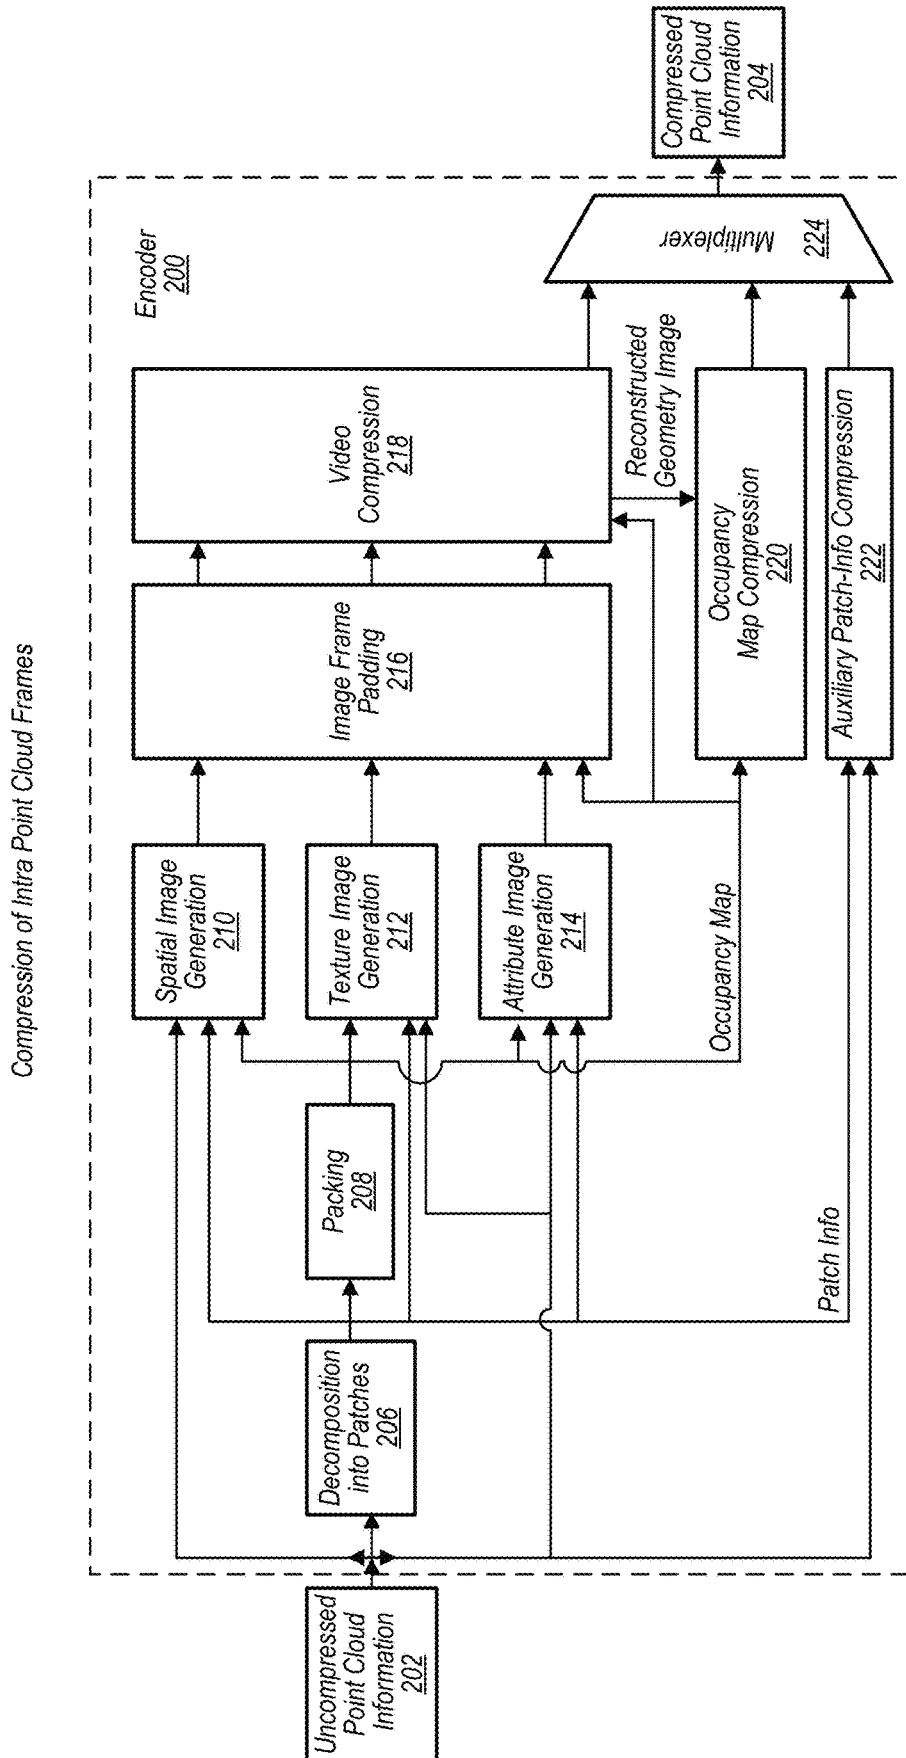 Compression of Intra Point Cloud Frames
Encoder
200
Uncompressed
Point Cloud
Information
202
Decomposition
into Patches
206
Packing
208
Spatial Image
Generation
210
Texture Image
Generation
212
Attribute Image
Generation
214
Image Frame
Padding
216
Video
Compression
218
Reconstructed
Geometry Image
Occupancy Map
Occupancy
Map Compression
220
Patch Info
Auxiliary Patch-Info Compression
222
Multiplexer
224
Compressed
Point Cloud
Information
204